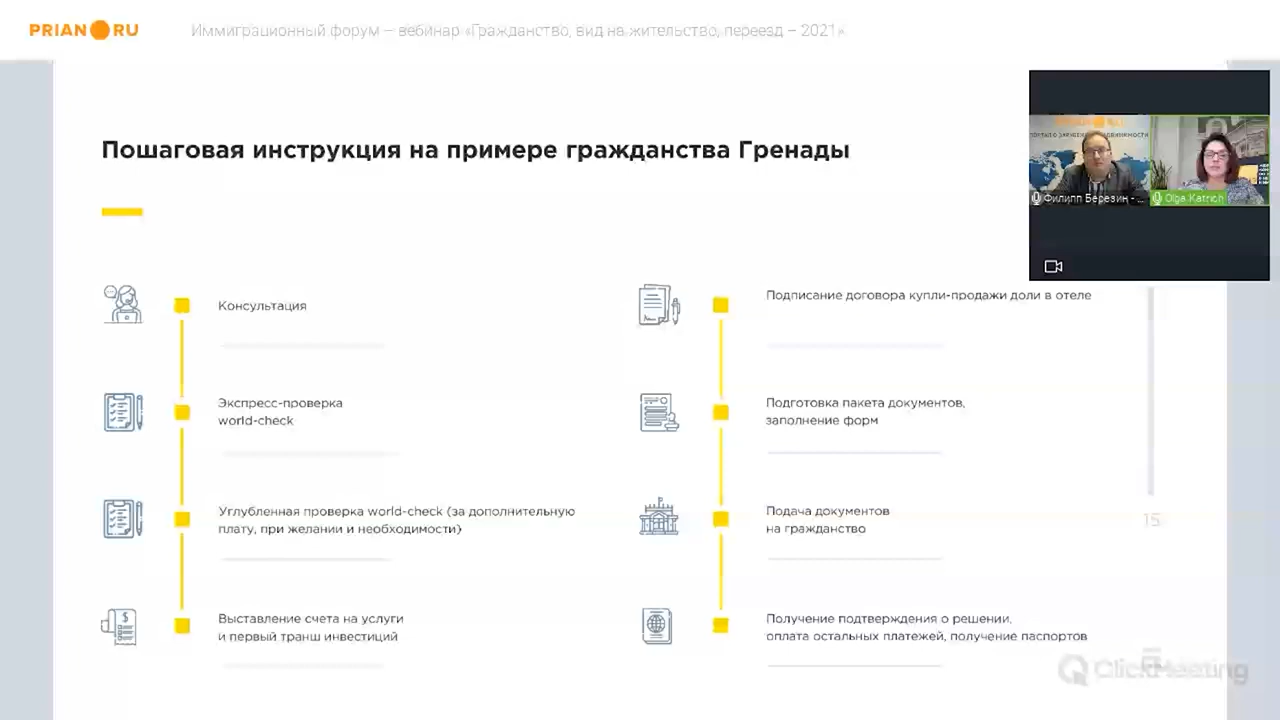 PRIAN RU
Иммиграционный форум – вебинар «Гражданство, вид на жительство, переезд – 2021»
Пошаговая инструкция на примере гражданства Гренады
Филипп Березин - ...
Olga Katrich
Консультация
Экспресс-проверка
world-check
Углубленная проверка world-check (за дополнительную
плату, при желании и необходимости)
Выставление счета на услуги
и первый транш инвестиций
Подписание договора купли-продажи доли в отеле
Подготовка пакета документов,
заполнение форм
Подача документов
на гражданство
Получение подтверждения о решении,
оплата остальных платежей, получение паспортов
15
ClickMeeting